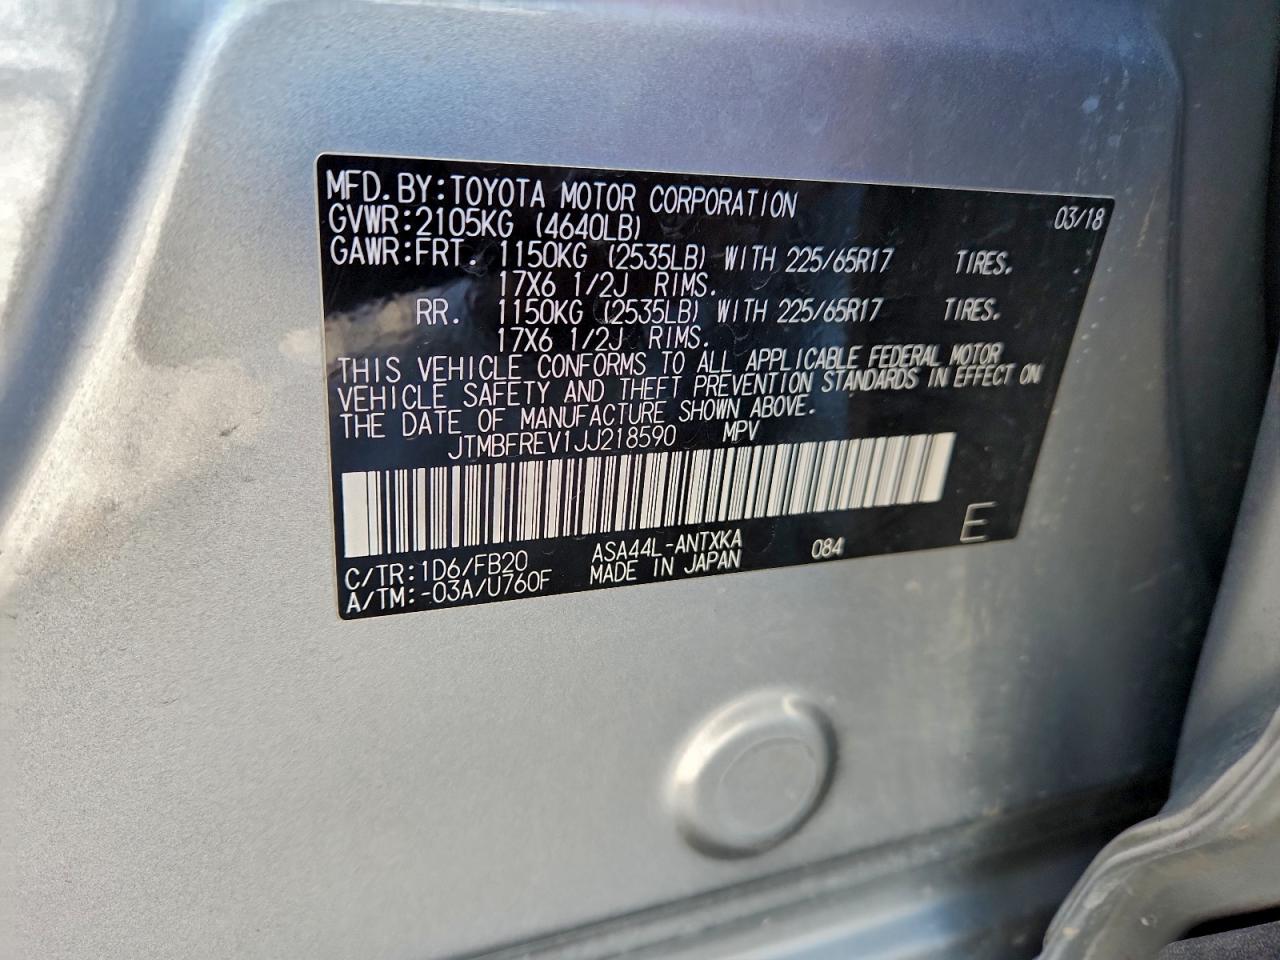 MFD.BY:TOYOTA MOTOR CORPORATION 03/18
GVWR:2105KG (4640LB)
GAWR:FRT. 1150KG (2535LB) WITH 225/65R17 TIRES.
17X6 1/2J RIMS.
RR. 1150KG (2535LB) WITH 225/65R17 TIRES.
17X6 1/2J RIMS.
THIS VEHICLE CONFORMS TO ALL APPLICABLE FEDERAL MOTOR
VEHICLE SAFETY AND THEFT PREVENTION STANDARDS IN EFFECT ON
THE DATE OF MANUFACTURE SHOWN ABOVE.
JTMBFREV1JJ218590 MPV
E
C/TR:1D6/FB20 ASA44L-ANTXKA 084
A/TM:-03A/U760F MADE IN JAPAN